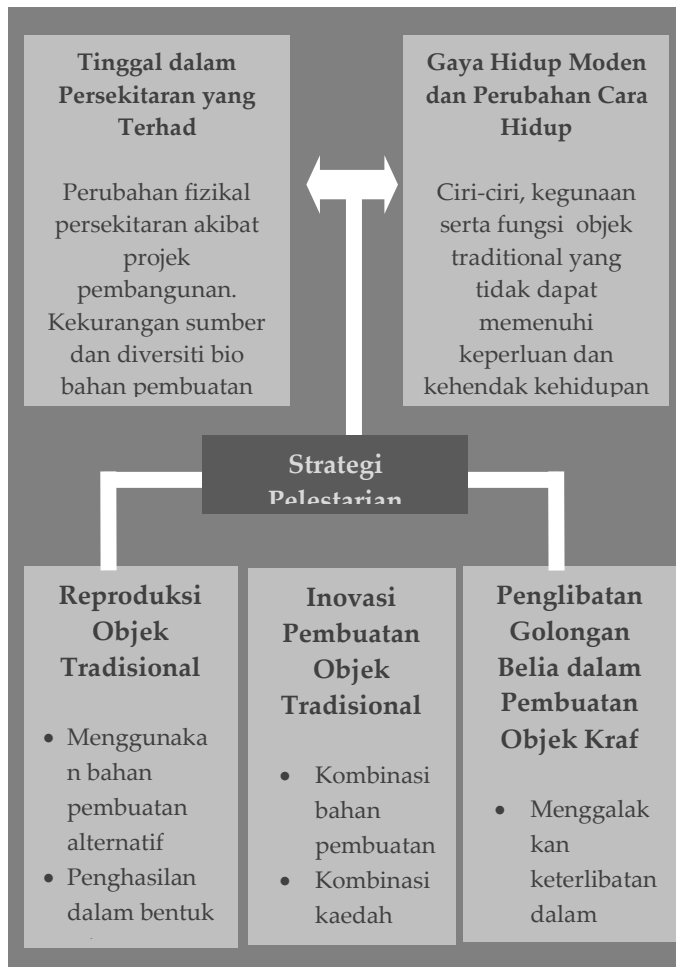 Tinggal dalam
Persekitaran yang
Terhad
Perubahan fizikal
persekitaran akibat
projek
pembangunan.
Kekurangan sumber
dan diversiti bio
bahan pembuatan
Gaya Hidup Moden
dan Perubahan Cara
Hidup
Ciri-ciri, kegunaan
serta fungsi objek
traditional yang
tidak dapat
memenuhi
keperluan dan
kehendak kehidupan
Strategi
Pelestarian
Reproduksi
Objek
Tradisional
• Menggunaka
n bahan
pembuatan
alternatif
• Penghasilan
dalam bentuk
Inovasi
Pembuatan
Objek
Tradisional
• Kombinasi
bahan
pembuatan
• Kombinasi
kaedah
Penglibatan
Golongan
Belia dalam
Pembuatan
Objek Kraf
• Menggalak
kan
keterlibatan
dalam